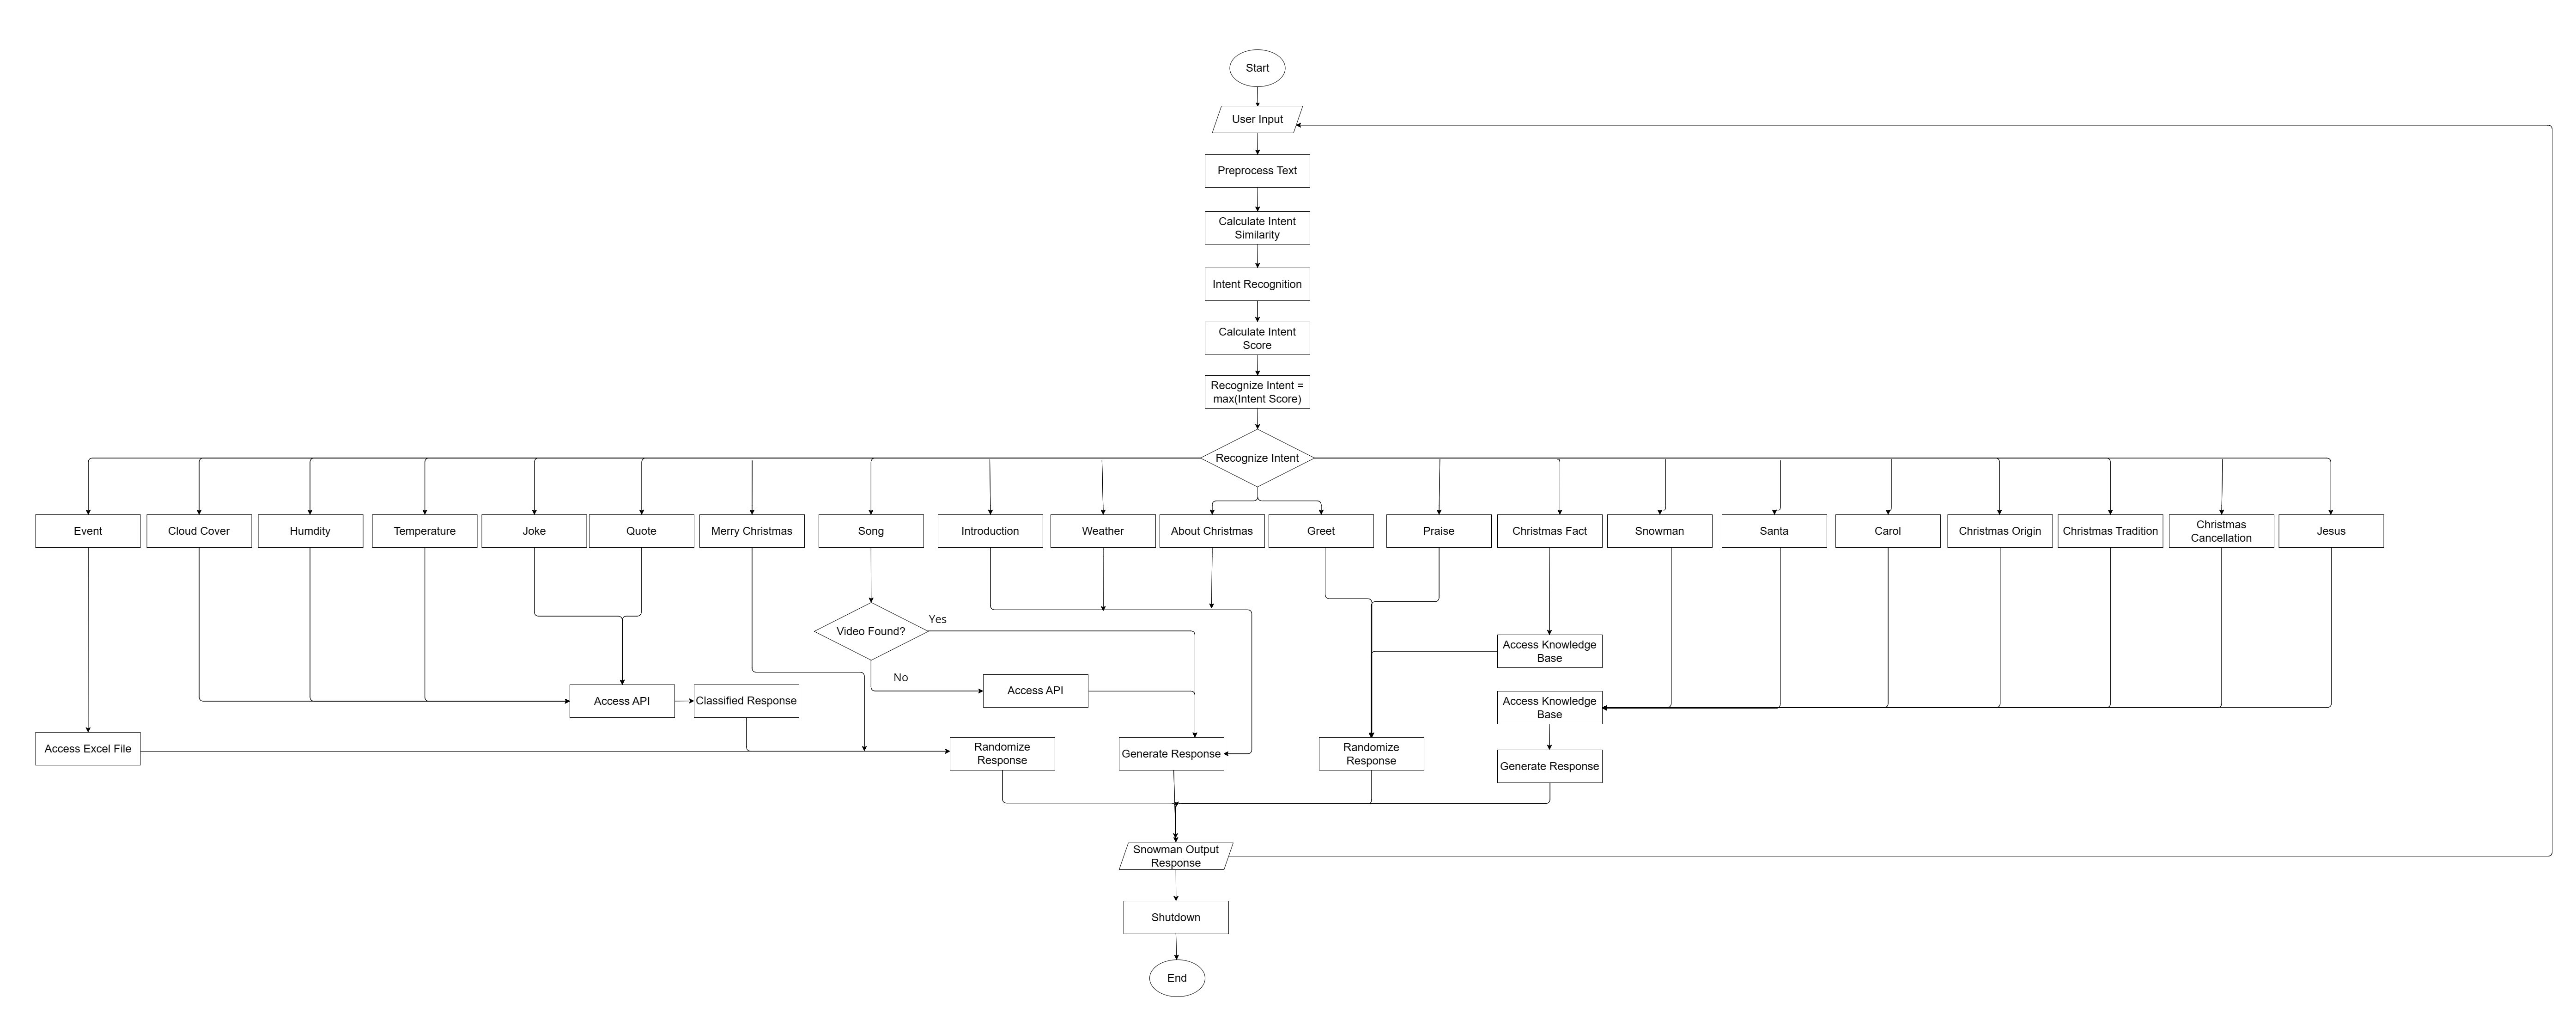 Start
User Input
Preprocess Text
Calculate Intent
Similarity
Intent Recognition
Calculate Intent
Score
Recognize Intent =
max(Intent Score)
Recognize Intent
Event
Cloud Cover
Humdity
Temperature
Joke
Quote
Merry Christmas
Song
Introduction
Weather
About Christmas
Greet
Praise
Christmas Fact
Snowman
Santa
Carol
Christmas Origin
Christmas Tradition
Christmas
Cancellation
Jesus
Video Found?
Yes
No
Access Knowledge
Base
Access API
Classified Response
Access API
Access Knowledge
Base
Access Excel File
Randomize
Response
Generate Response
Randomize
Response
Generate Response
Snowman Output
Response
Shutdown
End